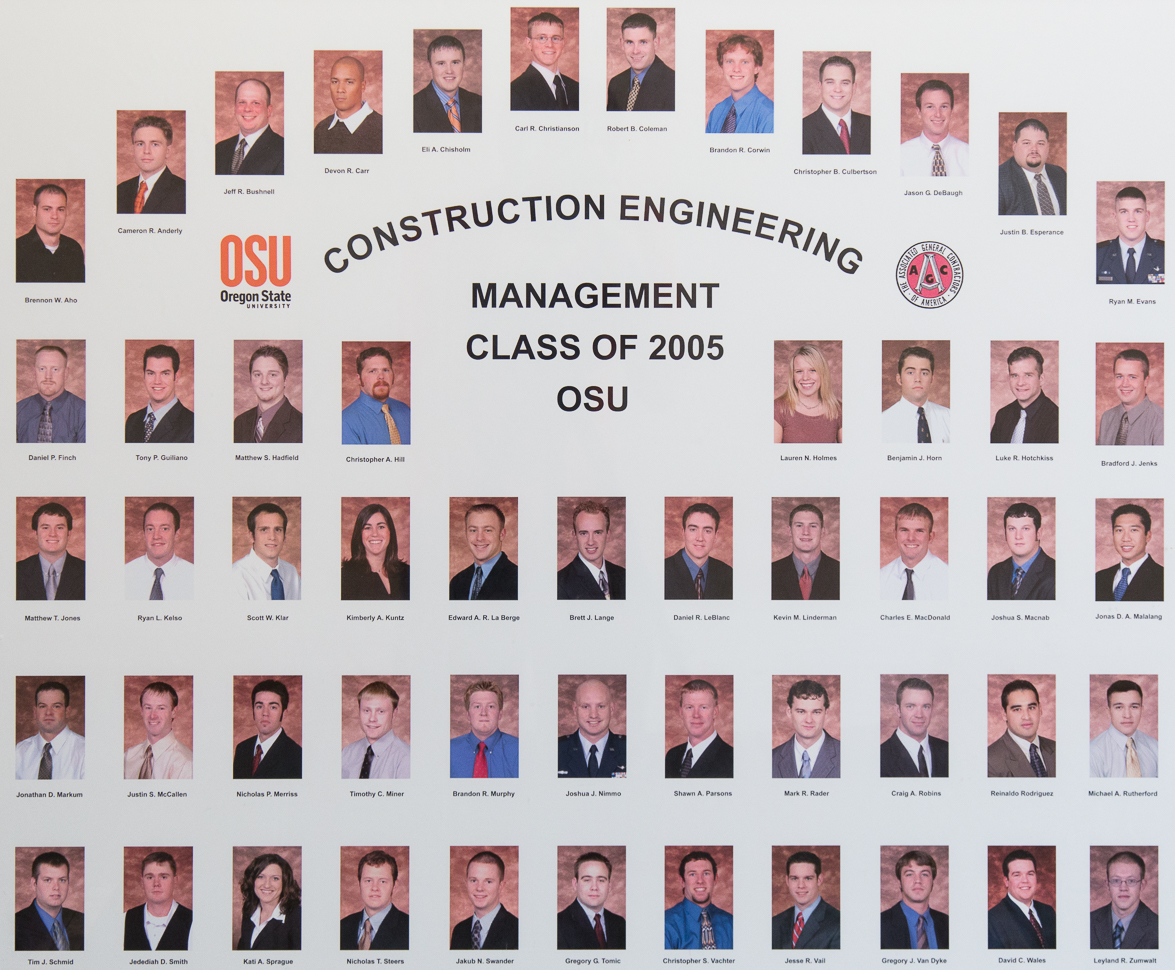 Carl R. Christianson
Robert B. Coleman
Eli A. Chisholm
Brandon R. Corwin
Devon R. Carr
Christopher B. Culbertson
Jeff R. Bushnell
Jason G. DeBaugh
Cameron R. Anderly
Justin B. Esperance
Brennon W. Aho
Ryan M. Evans
CONSTRUCTION ENGINEERING
MANAGEMENT
CLASS OF 2005
OSU
OSU
Oregon State
UNIVERSITY
THE ASSOCIATED GENERAL CONTRACTORS
OF AMERICA
AGC
Daniel P. Finch
Tony P. Guiliano
Matthew S. Hadfield
Christopher A. Hill
Lauren N. Holmes
Benjamin J. Horn
Luke R. Hotchkiss
Bradford J. Jenks
Matthew T. Jones
Ryan L. Kelso
Scott W. Klar
Kimberly A. Kuntz
Edward A. R. La Berge
Brett J. Lange
Daniel R. LeBlanc
Kevin M. Linderman
Charles E. MacDonald
Joshua S. Macnab
Jonas D. A. Malalang
Jonathan D. Markum
Justin S. McCallen
Nicholas P. Merriss
Timothy C. Miner
Brandon R. Murphy
Joshua J. Nimmo
Shawn A. Parsons
Mark R. Rader
Craig A. Robins
Reinaldo Rodriguez
Michael A. Rutherford
Tim J. Schmid
Jedediah D. Smith
Kati A. Sprague
Nicholas T. Steers
Jakub N. Swander
Gregory G. Tomic
Christopher S. Vachter
Jesse R. Vail
Gregory J. Van Dyke
David C. Wales
Leyland R. Zumwalt